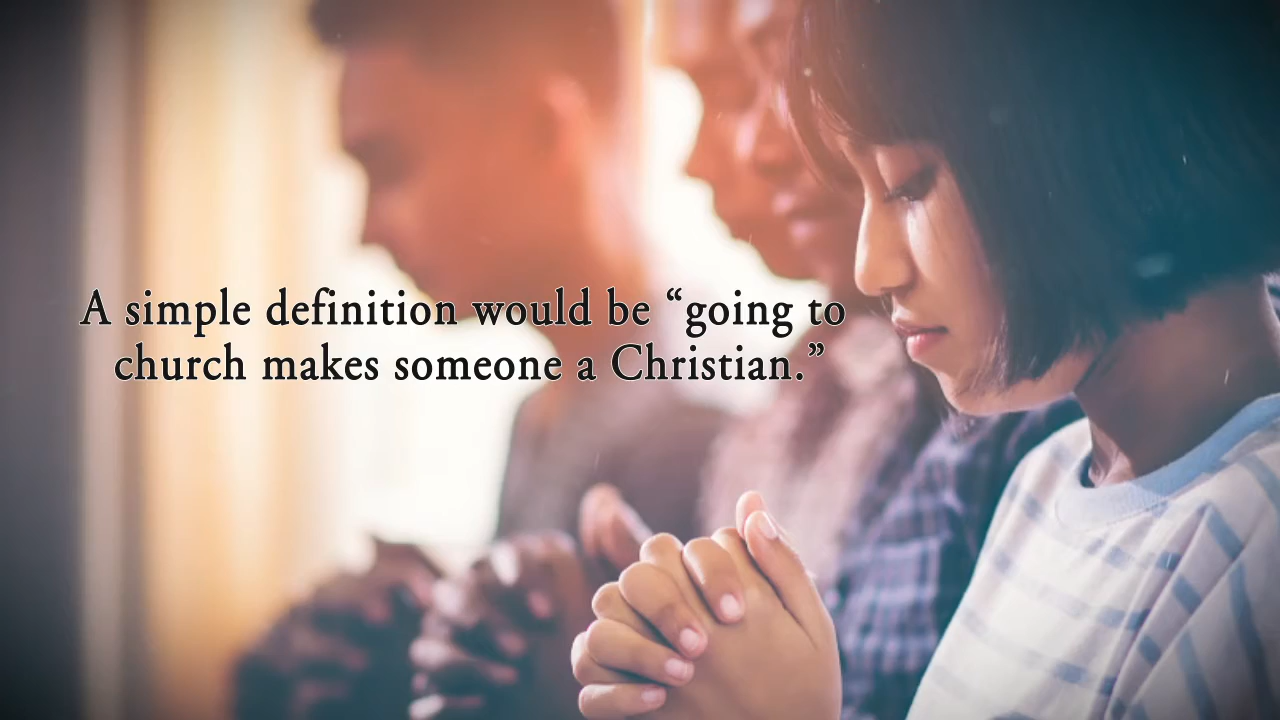 A simple definition would be “going to
church makes someone a Christian.”